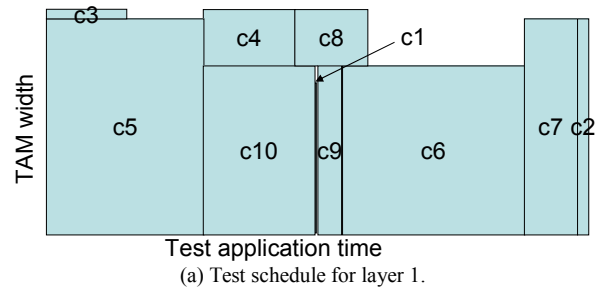 c3
c4
c8
c1
c5
c10
c9
c6
c7
c2
TAM width
Test application time
(a) Test schedule for layer 1.